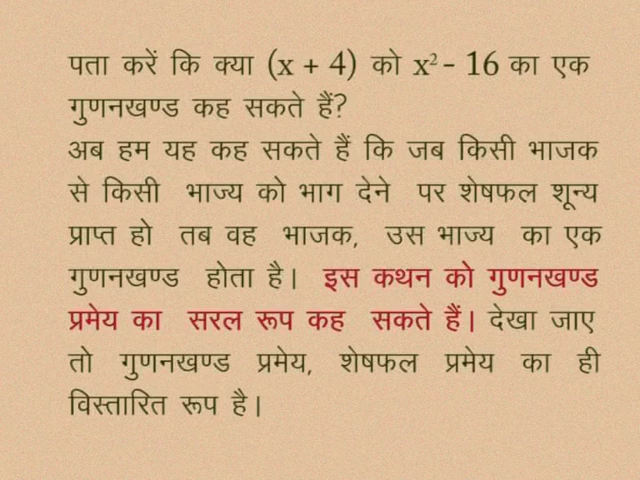 पता करें कि क्या (x + 4) को x² - 16 का एक
गुणनखण्ड कह सकते हैं?
अब हम यह कह सकते हैं कि जब किसी भाजक
से किसी भाज्य को भाग देने पर शेषफल शून्य
प्राप्त हो तब वह भाजक, उस भाज्य का एक
गुणनखण्ड होता है। इस कथन को गुणनखण्ड
प्रमेय का सरल रूप कह सकते हैं। देखा जाए
तो गुणनखण्ड प्रमेय, शेषफल प्रमेय का ही
विस्तारित रूप है।